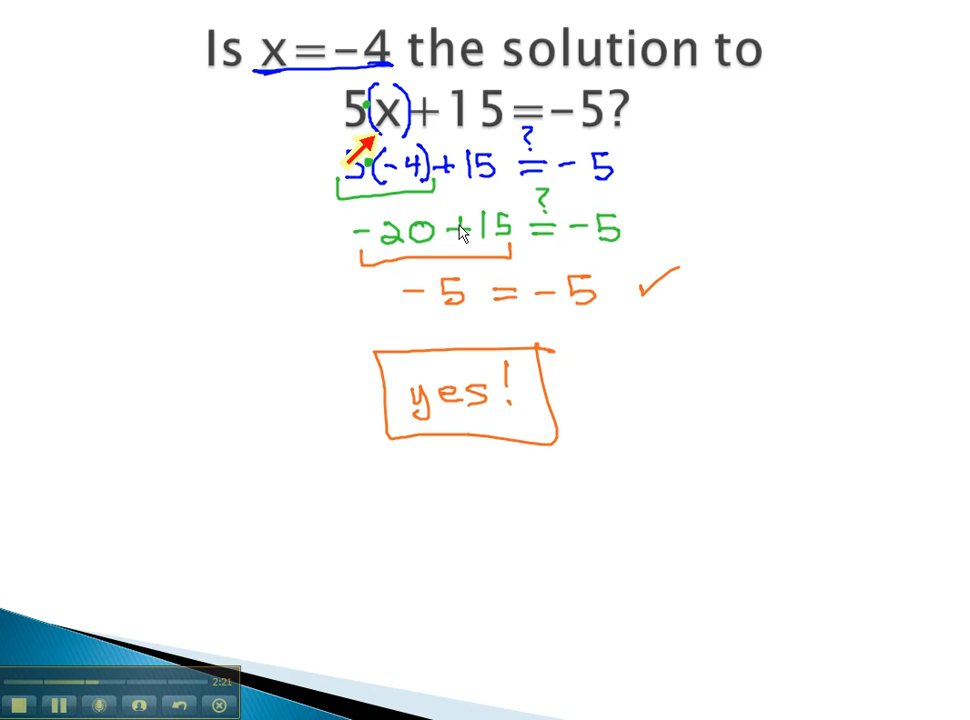 Is x=-4 the solution to
5·(x)+15=-5?
5·(-4)+15 ?= -5
-20+15 ?= -5
-5 = -5 ✓
yes!
2:21